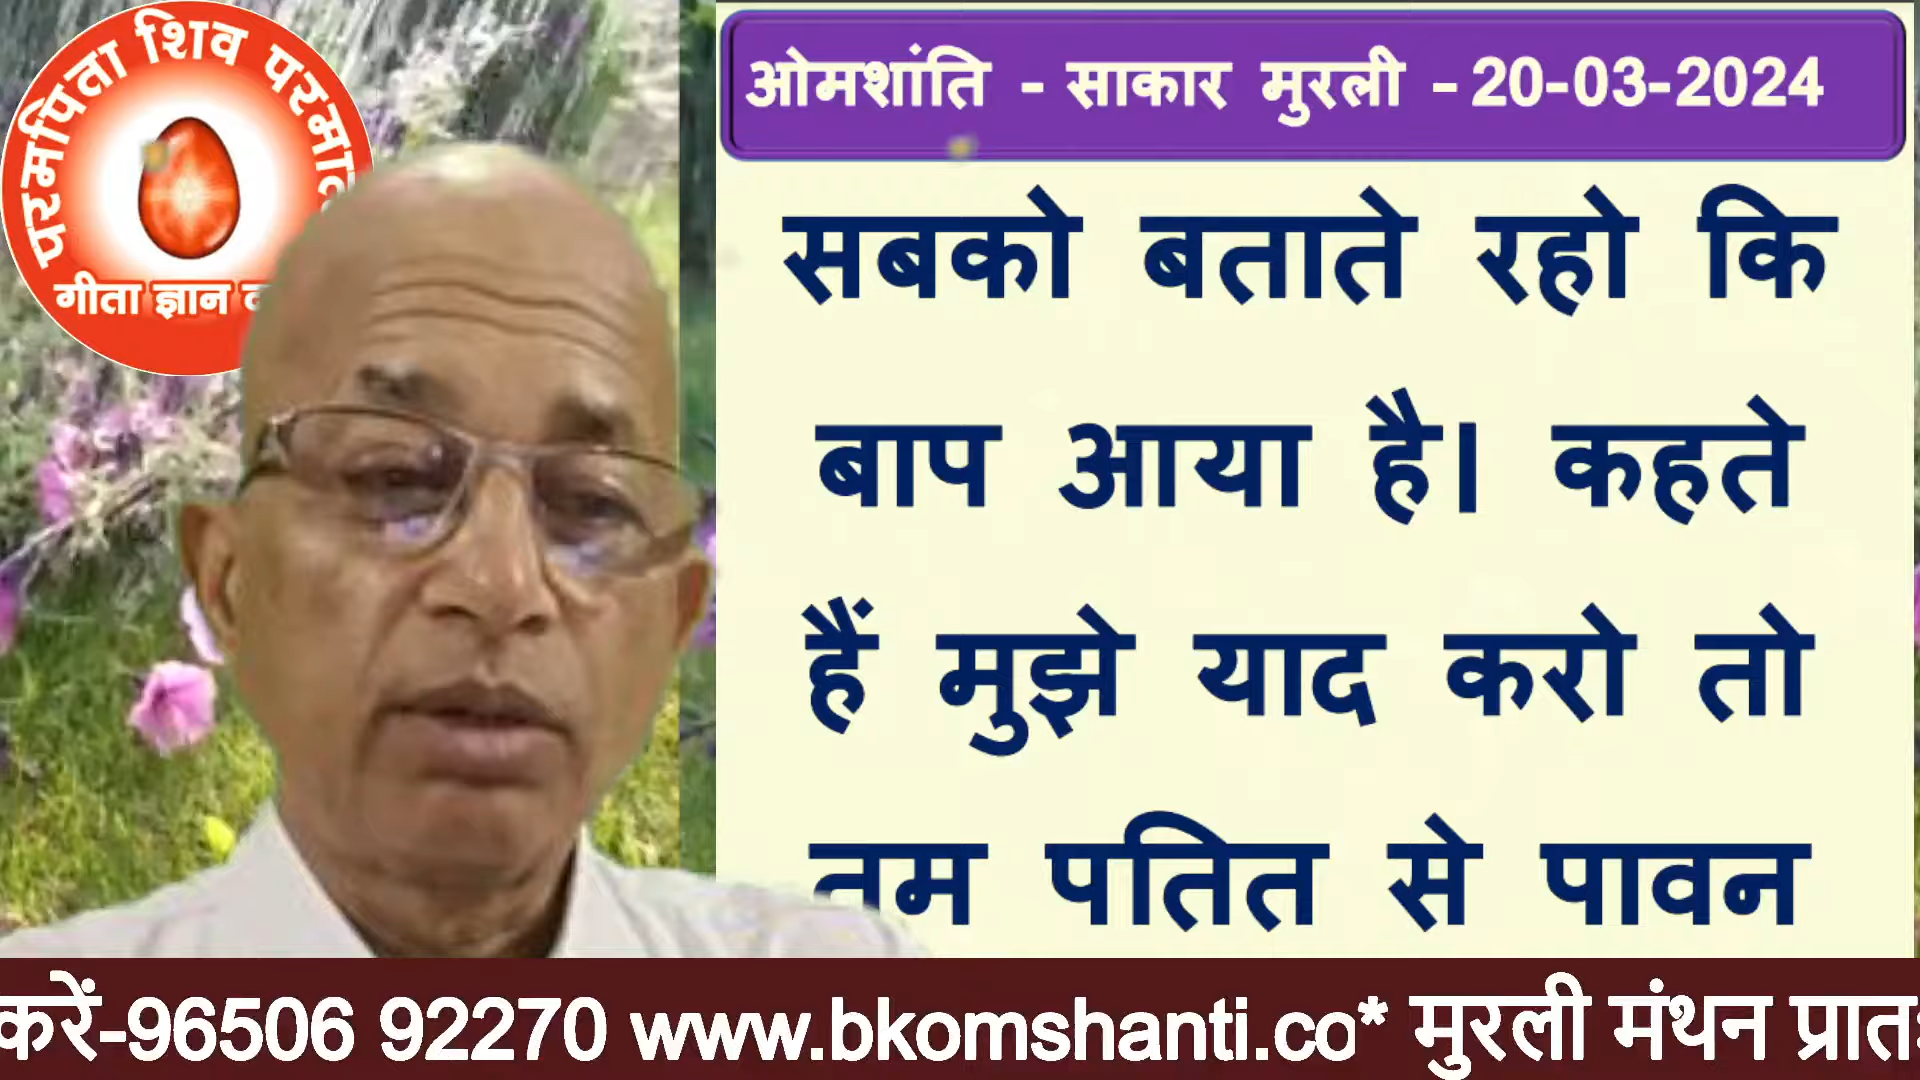 परमपिता शिव
गीता ज्ञान
ओमशांति - साकार मुरली - 20-03-2024
सबको बताते रहो कि
बाप आया है। कहते
हैं मुझे याद करो तो
तुम पतित से पावन
करें-96506 92270 www.bkomshanti.co* मुरली मंथन प्रातः